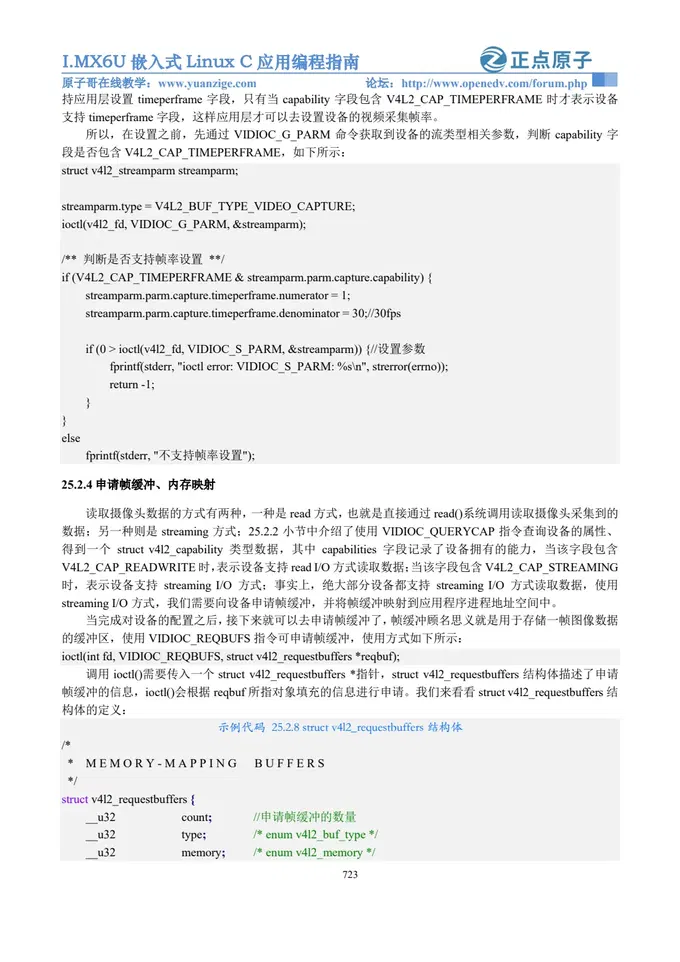 I.MX6U 嵌入式 Linux C 应用编程指南
正点原子
原子哥在线教学：www.yuanzige.com 论坛：http://www.openedv.com/forum.php
持应用层设置 timeperframe 字段，只有当 capability 字段包含 V4L2_CAP_TIMEPERFRAME 时才表示设备
支持 timeperframe 字段，这样应用层才可以去设置设备的视频采集帧率。
所以，在设置之前，先通过 VIDIOC_G_PARM 命令获取到设备的流类型相关参数，判断 capability 字
段是否包含 V4L2_CAP_TIMEPERFRAME，如下所示：
struct v4l2_streamparm streamparm;
streamparm.type = V4L2_BUF_TYPE_VIDEO_CAPTURE;
ioctl(v4l2_fd, VIDIOC_G_PARM, &streamparm);
/** 判断是否支持帧率设置 **/
if (V4L2_CAP_TIMEPERFRAME & streamparm.parm.capture.capability) {
streamparm.parm.capture.timeperframe.numerator = 1;
streamparm.parm.capture.timeperframe.denominator = 30;//30fps
if (0 > ioctl(v4l2_fd, VIDIOC_S_PARM, &streamparm)) {//设置参数
fprintf(stderr, "ioctl error: VIDIOC_S_PARM: %s\n", strerror(errno));
return -1;
}
}
else
fprintf(stderr, "不支持帧率设置");
25.2.4 申请帧缓冲、内存映射
读取摄像头数据的方式有两种，一种是 read 方式，也就是直接通过 read()系统调用读取摄像头采集到的
数据；另一种则是 streaming 方式；25.2.2 小节中介绍了使用 VIDIOC_QUERYCAP 指令查询设备的属性、
得到一个 struct v4l2_capability 类型数据，其中 capabilities 字段记录了设备拥有的能力，当该字段包含
V4L2_CAP_READWRITE 时，表示设备支持 read I/O 方式读取数据；当该字段包含 V4L2_CAP_STREAMING
时，表示设备支持 streaming I/O 方式；事实上，绝大部分设备都支持 streaming I/O 方式读取数据，使用
streaming I/O 方式，我们需要向设备申请帧缓冲，并将帧缓冲映射到应用程序进程地址空间中。
当完成对设备的配置之后，接下来就可以去申请帧缓冲了，帧缓冲顾名思义就是用于存储一帧图像数据
的缓冲区，使用 VIDIOC_REQBUFS 指令可申请帧缓冲，使用方式如下所示：
ioctl(int fd, VIDIOC_REQBUFS, struct v4l2_requestbuffers *reqbuf);
调用 ioctl()需要传入一个 struct v4l2_requestbuffers *指针，struct v4l2_requestbuffers 结构体描述了申请
帧缓冲的信息，ioctl()会根据 reqbuf 所指对象填充的信息进行申请。我们来看看 struct v4l2_requestbuffers 结
构体的定义：
示例代码 25.2.8 struct v4l2_requestbuffers 结构体
/*
* M E M O R Y - M A P P I N G B U F F E R S
*/
struct v4l2_requestbuffers {
__u32 count; //申请帧缓冲的数量
__u32 type; /* enum v4l2_buf_type */
__u32 memory; /* enum v4l2_memory */
723